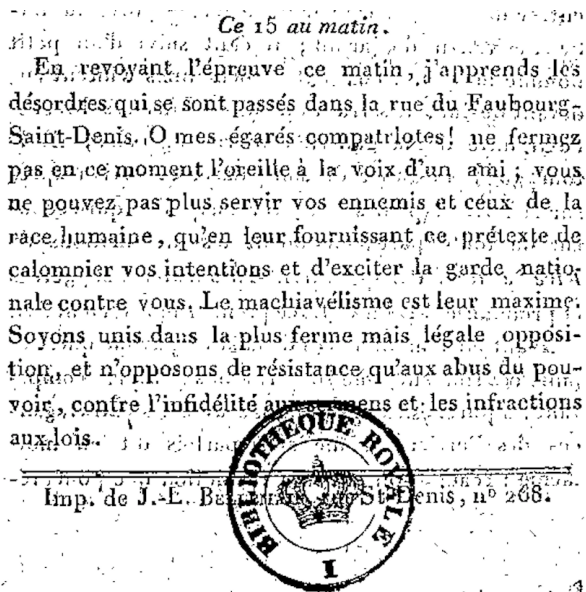 Ce 15 au matin.
En revoyant l'épreuve ce matin, j'apprends les
désordres qui se sont passés dans la rue du Faubourg-
Saint-Denis. O mes égarés compatriotes! ne fermez
pas en ce moment l'oreille à la voix d'un ami; vous
ne pouvez pas plus servir vos ennemis et ceux de la
race humaine, qu'en leur fournissant ce prétexte de
calomnier vos intentions et d'exciter la garde natio-
nale contre vous. Le machiavélisme est leur maxime.
Soyons unis dans la plus ferme mais légale opposi-
tion, et n'opposons de résistance qu'aux abus du pou-
voir, contre l'infidélité aux sermens et les infractions
aux lois.
Imp. de J.-L. St-Denis, nº 268.
BIBLIOTHEQUE ROYALE
I